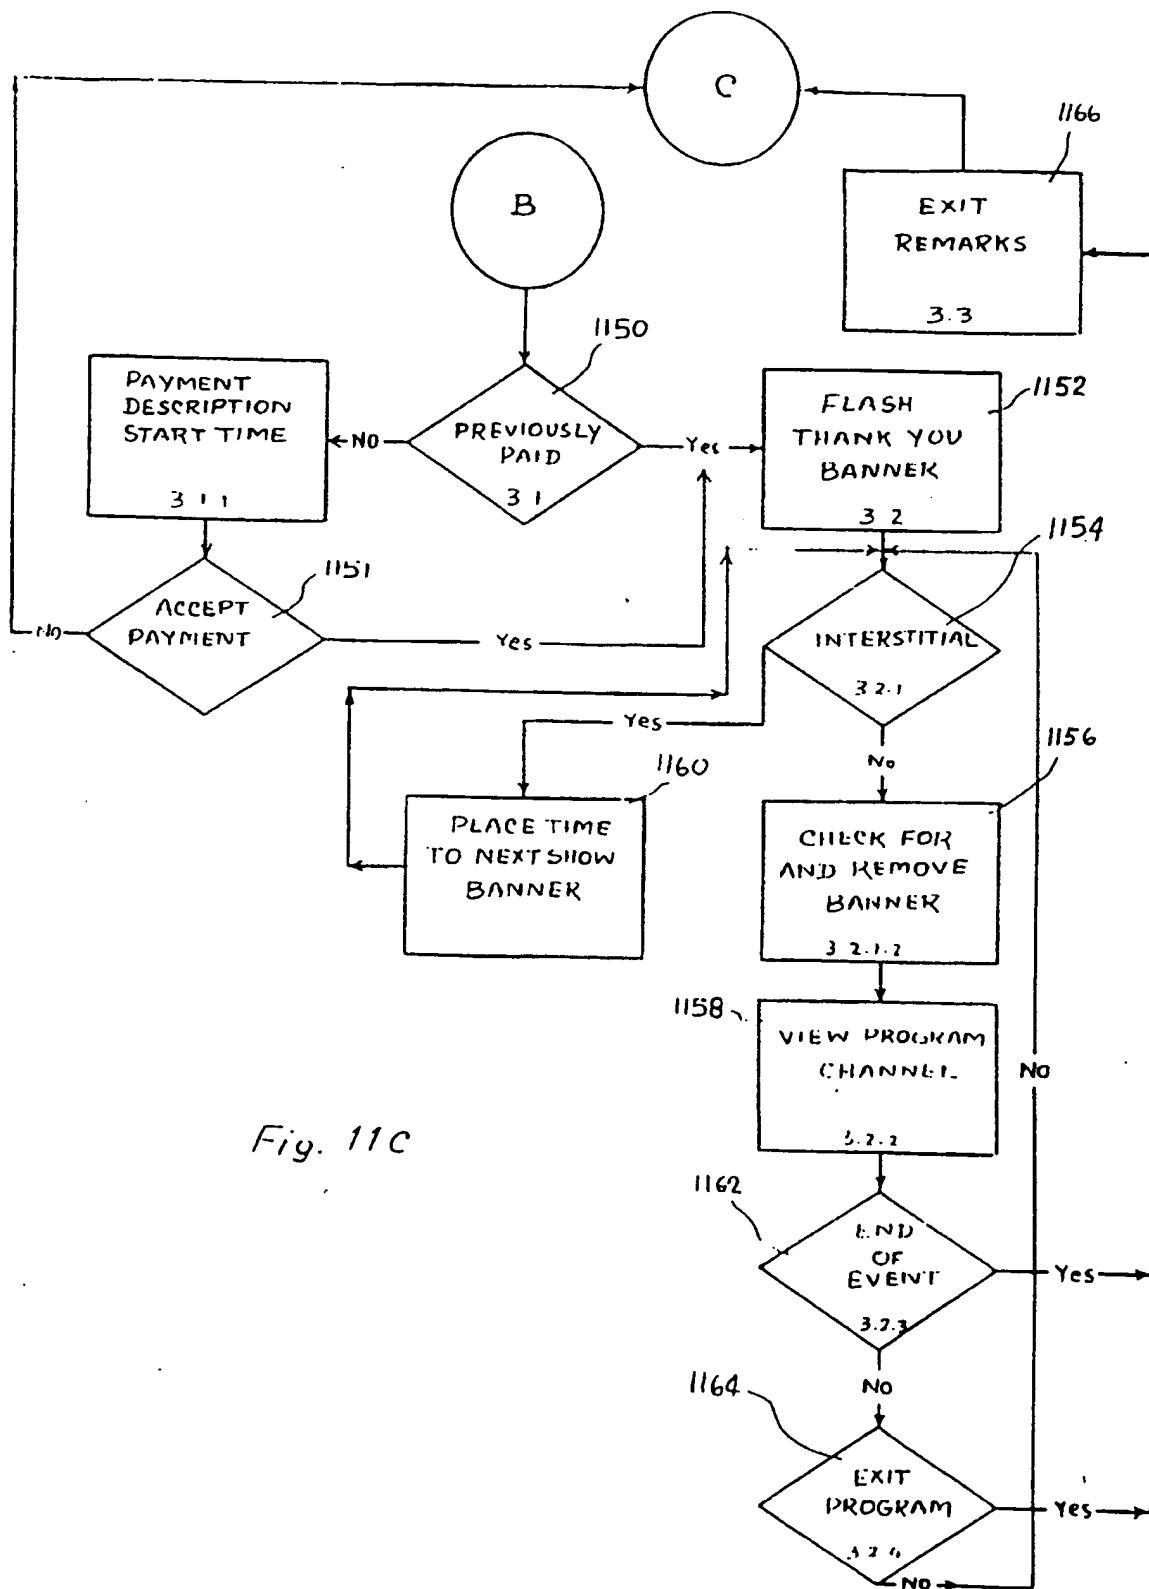 C
1166
EXIT
REMARKS
3.3
B
1150
PREVIOUSLY
PAID
3 1
No
Yes
PAYMENT
DESCRIPTION
START TIME
3 1 1
1152
FLASH
THANK YOU
BANNER
3 2
1151
ACCEPT
PAYMENT
No
Yes
1154
INTERSTITIAL
3 2.1
Yes
No
1160
PLACE TIME
TO NEXT SHOW
BANNER
1156
CHECK FOR
AND REMOVE
BANNER
3 2.1.2
1158
VIEW PROGRAM
CHANNEL
3.2.2
No
Fig. 11C
1162
END
OF
EVENT
3.2.3
Yes
No
1164
EXIT
PROGRAM
3 2 4
Yes
No